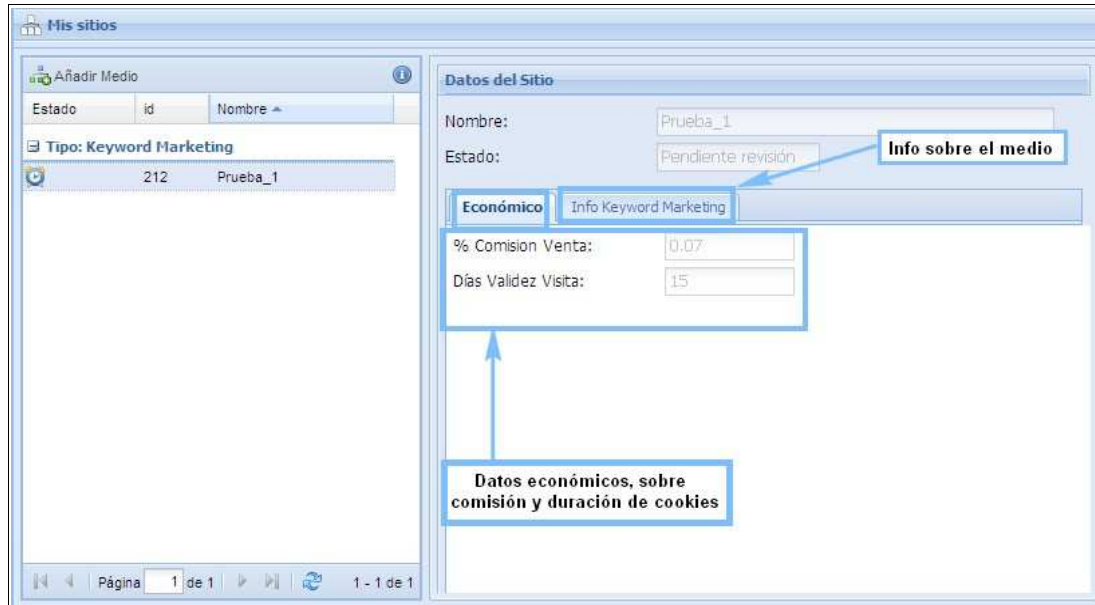 Mis sitios
Añadir Medio
Estado id Nombre
Tipo: Keyword Marketing
212 Prueba_1
Página 1 de 1 1 - 1 de 1
Datos del Sitio
Nombre: Prueba_1
Estado: Pendiente revisión
Info sobre el medio
Económico Info Keyword Marketing
% Comision Venta: 0.07
Días Validez Visita: 15
Datos económicos, sobre
comisión y duración de cookies